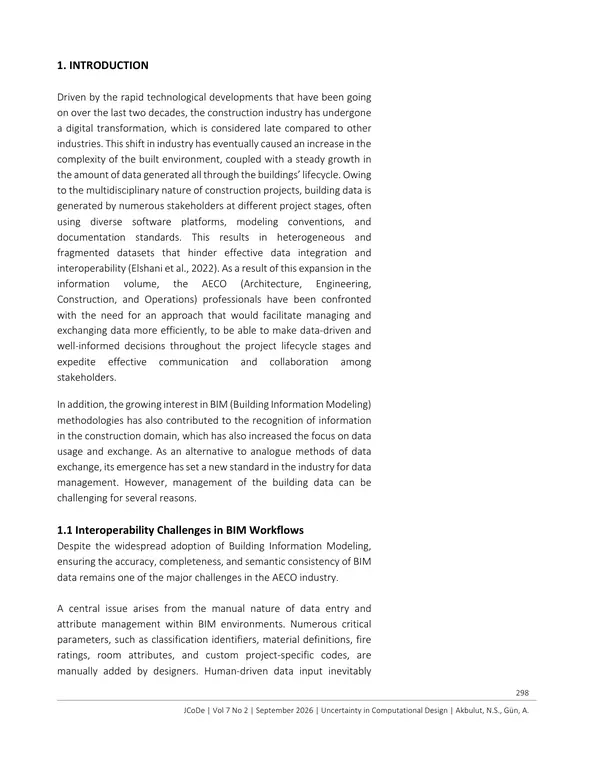 1. INTRODUCTION
Driven by the rapid technological developments that have been going
on over the last two decades, the construction industry has undergone
a digital transformation, which is considered late compared to other
industries. This shift in industry has eventually caused an increase in the
complexity of the built environment, coupled with a steady growth in
the amount of data generated all through the buildings’ lifecycle. Owing
to the multidisciplinary nature of construction projects, building data is
generated by numerous stakeholders at different project stages, often
using diverse software platforms, modeling conventions, and
documentation standards. This results in heterogeneous and
fragmented datasets that hinder effective data integration and
interoperability (Elshani et al., 2022). As a result of this expansion in the
information volume, the AECO (Architecture, Engineering,
Construction, and Operations) professionals have been confronted
with the need for an approach that would facilitate managing and
exchanging data more efficiently, to be able to make data-driven and
well-informed decisions throughout the project lifecycle stages and
expedite effective communication and collaboration among
stakeholders.
In addition, the growing interest in BIM (Building Information Modeling)
methodologies has also contributed to the recognition of information
in the construction domain, which has also increased the focus on data
usage and exchange. As an alternative to analogue methods of data
exchange, its emergence has set a new standard in the industry for data
management. However, management of the building data can be
challenging for several reasons.
1.1 Interoperability Challenges in BIM Workflows
Despite the widespread adoption of Building Information Modeling,
ensuring the accuracy, completeness, and semantic consistency of BIM
data remains one of the major challenges in the AECO industry.
A central issue arises from the manual nature of data entry and
attribute management within BIM environments. Numerous critical
parameters, such as classification identifiers, material definitions, fire
ratings, room attributes, and custom project-specific codes, are
manually added by designers. Human-driven data input inevitably
298
JCoDe | Vol 7 No 2 | September 2026 | Uncertainty in Computational Design | Akbulut, N.S., Gün, A.